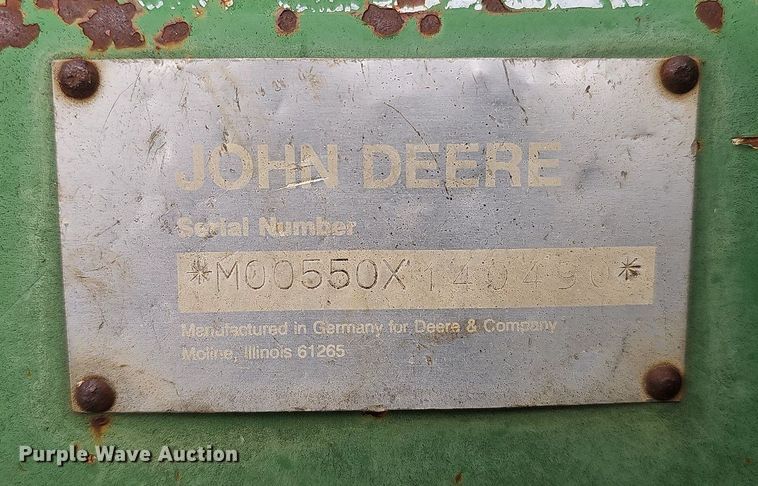 JOHN DEERE
Serial Number
*M00550X140490*
Manufactured in Germany for Deere & Company
Moline, Illinois 61265
Purple Wave Auction